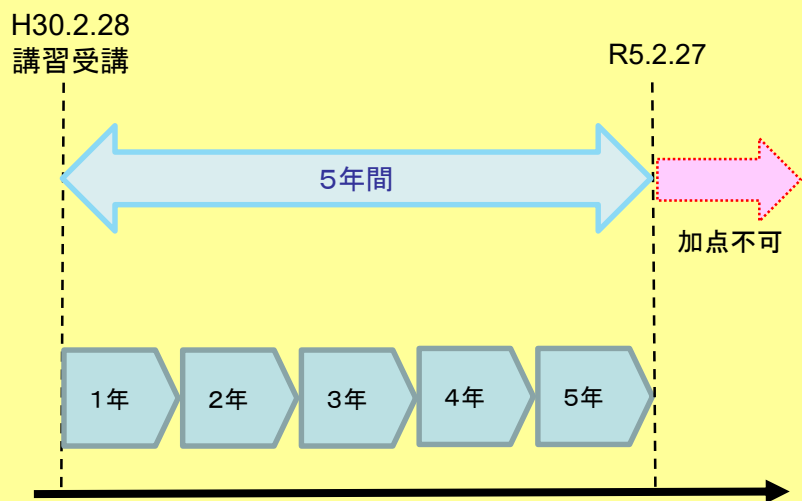 H30.2.28
講習受講
R5.2.27
5年間
加点不可
1年
2年
3年
4年
5年